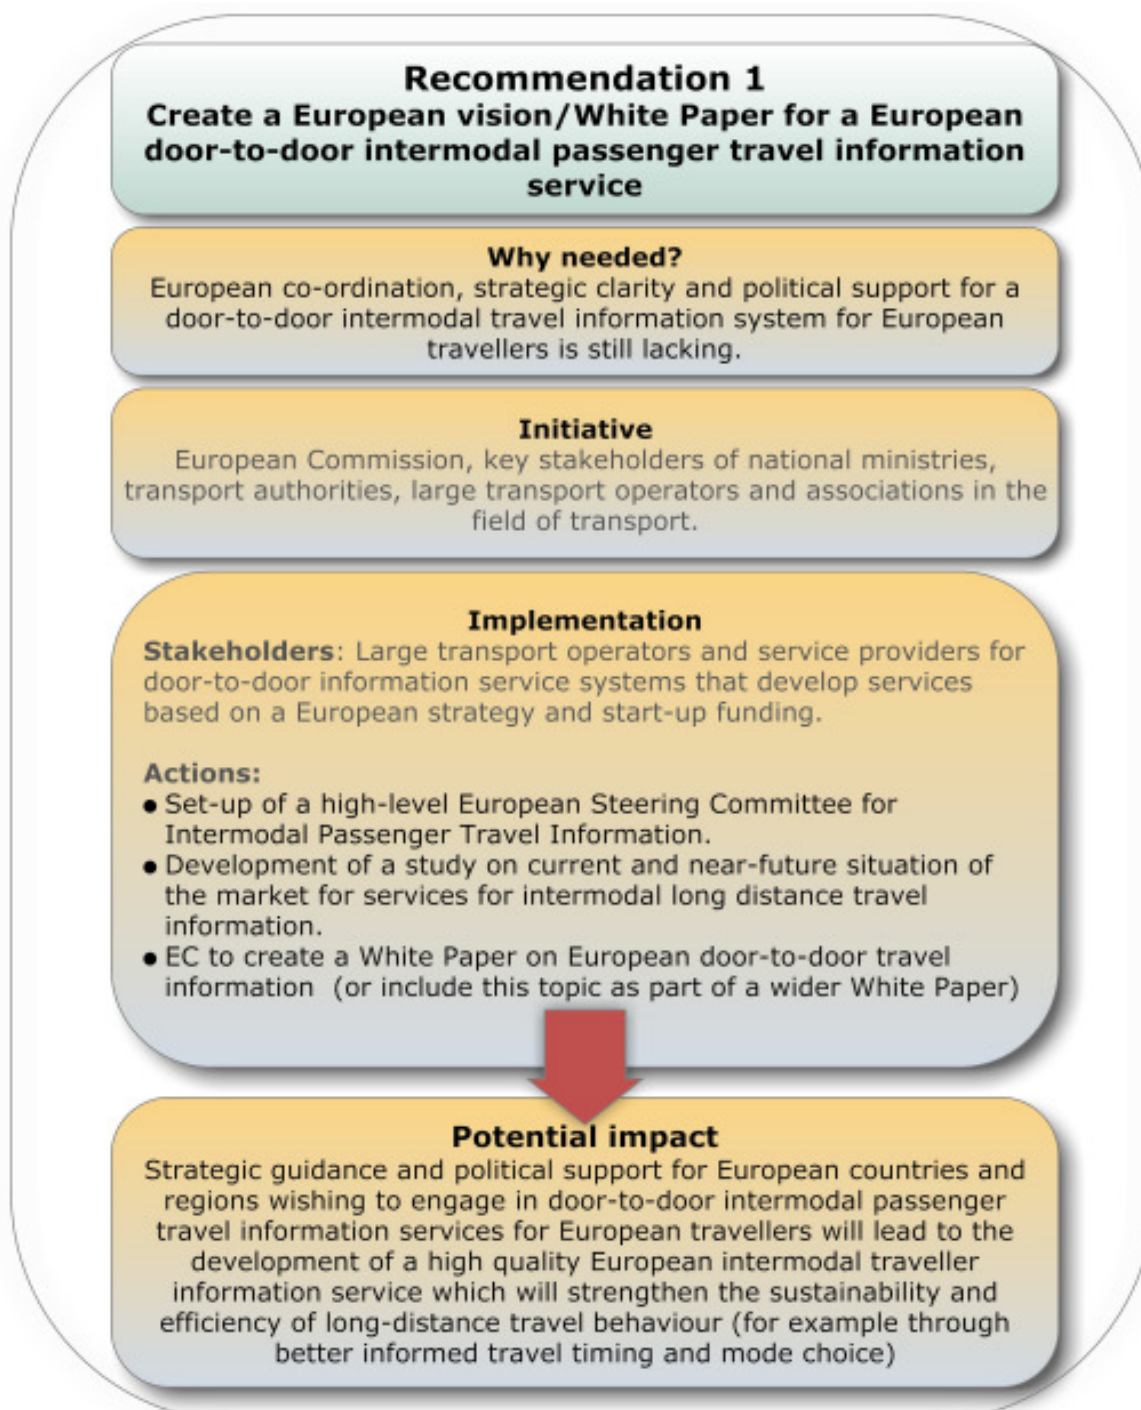 Recommendation 1
Create a European vision/White Paper for a European
door-to-door intermodal passenger travel information
service
Why needed?
European co-ordination, strategic clarity and political support for a
door-to-door intermodal travel information system for European
travellers is still lacking.
Initiative
European Commission, key stakeholders of national ministries,
transport authorities, large transport operators and associations in the
field of transport.
Implementation
Stakeholders: Large transport operators and service providers for
door-to-door information service systems that develop services
based on a European strategy and start-up funding.
Actions:
● Set-up of a high-level European Steering Committee for
Intermodal Passenger Travel Information.
● Development of a study on current and near-future situation of
the market for services for intermodal long distance travel
information.
● EC to create a White Paper on European door-to-door travel
information  (or include this topic as part of a wider White Paper)
Potential impact
Strategic guidance and political support for European countries and
regions wishing to engage in door-to-door intermodal passenger
travel information services for European travellers will lead to the
development of a high quality European intermodal traveller
information service which will strengthen the sustainability and
efficiency of long-distance travel behaviour (for example through
better informed travel timing and mode choice)